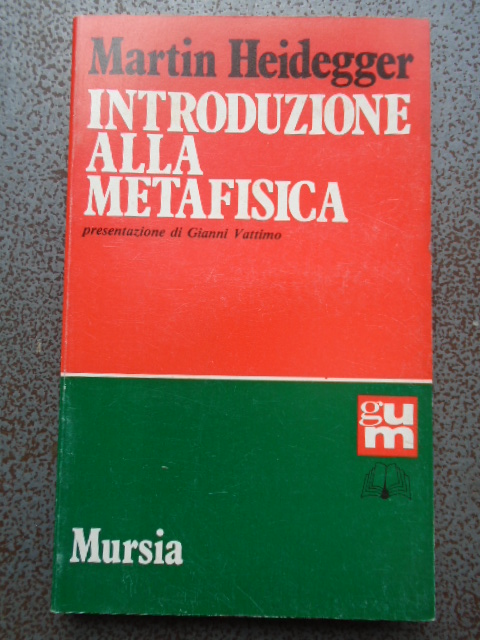 Martin Heidegger
INTRODUZIONE
ALLA
METAFISICA
presentazione di Gianni Vattimo
gum
Mursia